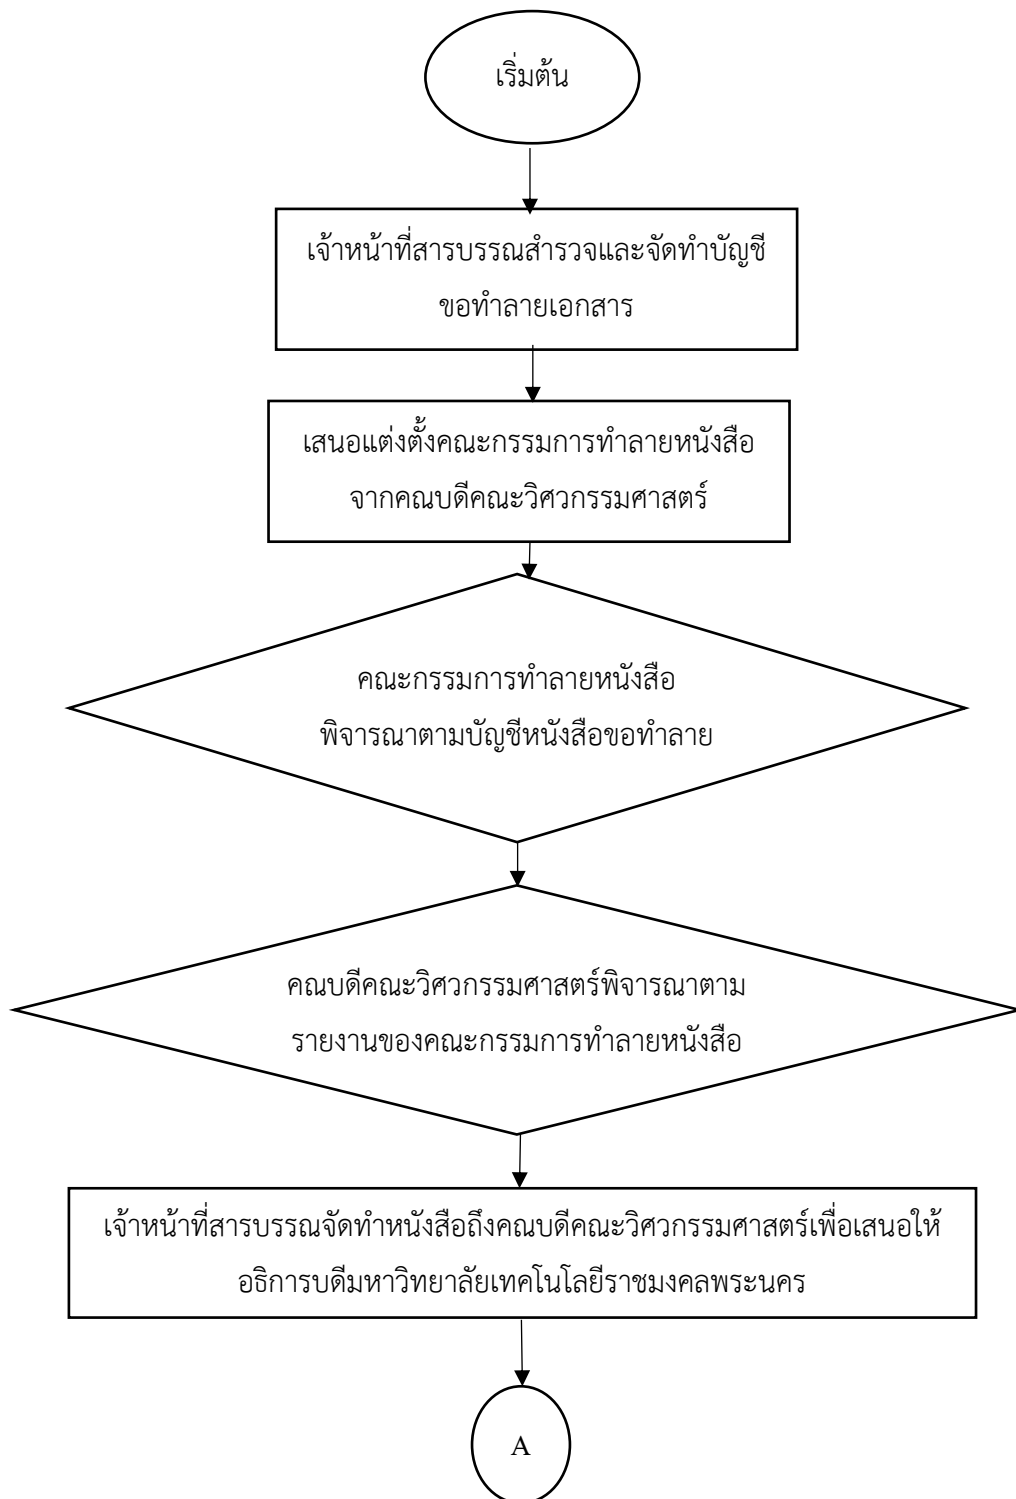 เริ่มต้น
เจ้าหน้าที่สารบรรณสำรวจและจัดทำบัญชี
ขอทำลายเอกสาร
เสนอแต่งตั้งคณะกรรมการทำลายหนังสือ
จากคณบดีคณะวิศวกรรมศาสตร์
คณะกรรมการทำลายหนังสือ
พิจารณาตามบัญชีหนังสือขอทำลาย
คณบดีคณะวิศวกรรมศาสตร์พิจารณาตาม
รายงานของคณะกรรมการทำลายหนังสือ
เจ้าหน้าที่สารบรรณจัดทำหนังสือถึงคณบดีคณะวิศวกรรมศาสตร์เพื่อเสนอให้
อธิการบดีมหาวิทยาลัยเทคโนโลยีราชมงคลพระนคร
A